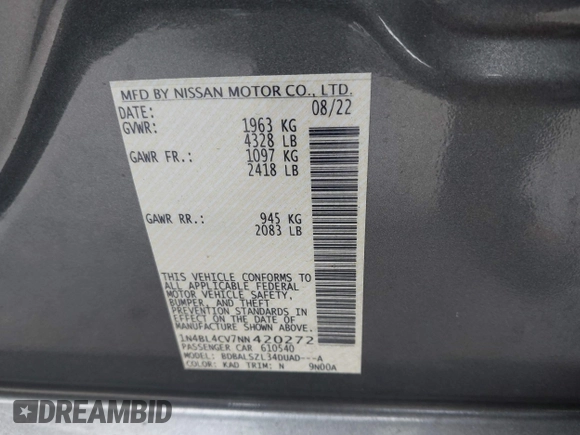 MFD BY NISSAN MOTOR CO., LTD.
DATE: 08/22
GVWR: 1963 KG
4328 LB
GAWR FR.: 1097 KG
2418 LB
GAWR RR.: 945 KG
2083 LB
THIS VEHICLE CONFORMS TO
ALL APPLICABLE FEDERAL
MOTOR VEHICLE SAFETY,
BUMPER, AND THEFT
PREVENTION STANDARDS IN
EFFECT ON THE DATE OF
MANUFACTURE SHOWN ABOVE.
1N4BL4CV7NN420272
PASSENGER CAR 610540
BDBALSZL34DUAD---A
COLOR: KAD TRIM: N 9N00A
DREAMBID